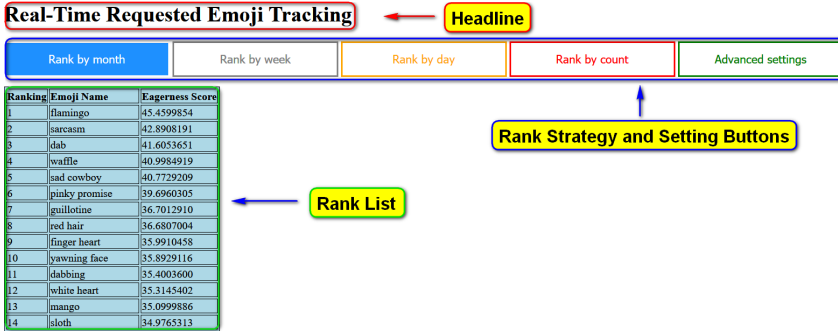 Real-Time Requested Emoji Tracking
Headline
Rank by month Rank by week Rank by day Rank by count Advanced settings
Rank Strategy and Setting Buttons
Ranking Emoji Name Eagerness Score
1 flamingo 45.4599854
2 sarcasm 42.8908191
3 dab 41.6053651
4 waffle 40.9984919
5 sad cowboy 40.7729209
6 pinky promise 39.6960305
7 guillotine 36.7012910
8 red hair 36.6807004
9 finger heart 35.9910458
10 yawning face 35.8929116
11 dabbing 35.4003600
12 white heart 35.3145402
13 mango 35.0999886
14 sloth 34.9765313
Rank List